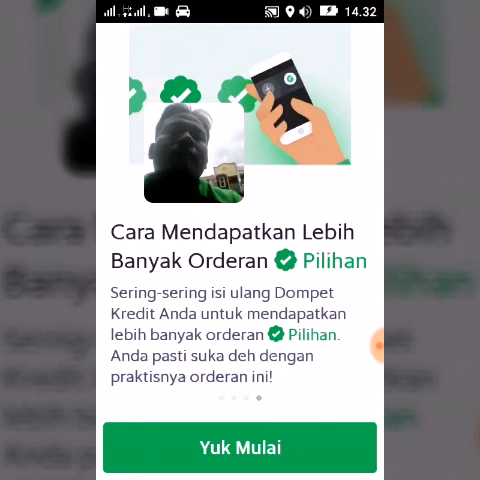 14.32
Cara Mendapatkan Lebih
Banyak Orderan Pilihan
Sering-sering isi ulang Dompet
Kredit Anda untuk mendapatkan
lebih banyak orderan Pilihan.
Anda pasti suka deh dengan
praktisnya orderan ini!
Yuk Mulai